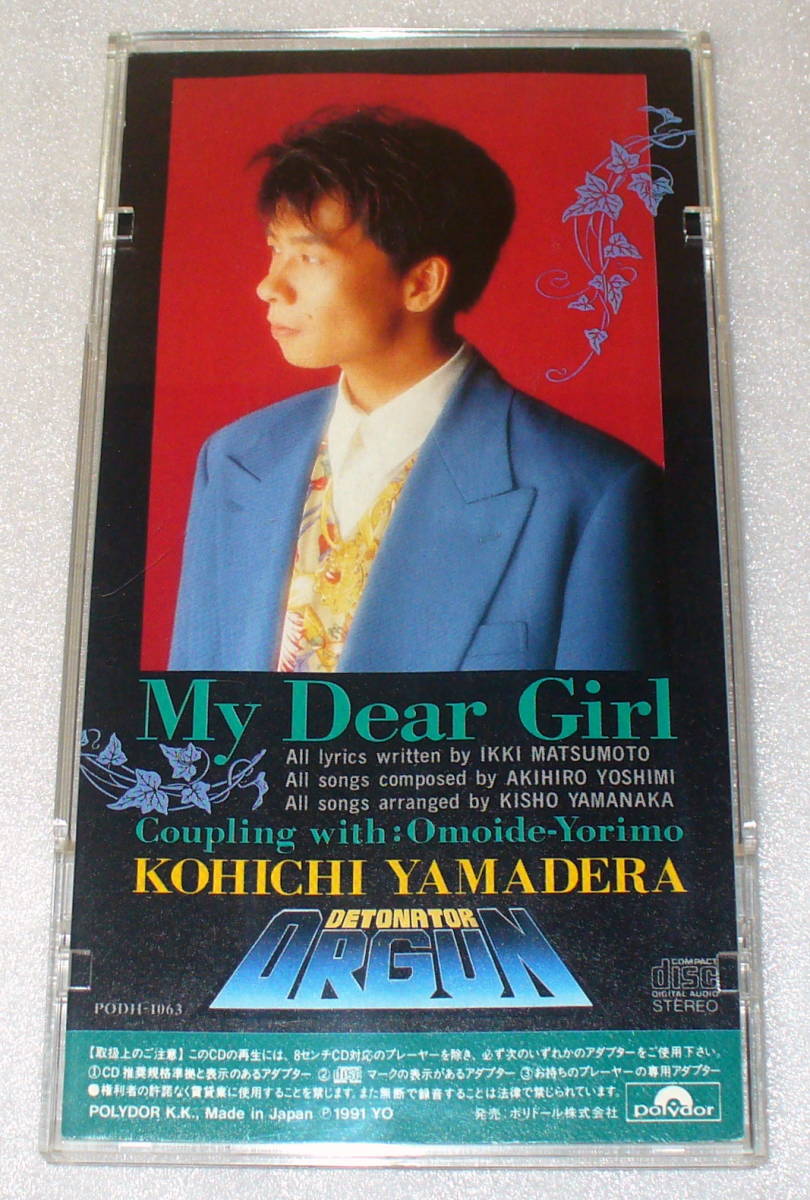 My Dear Girl
All lyrics written by IKKI MATSUMOTO
All songs composed by AKIHIRO YOSHIMI
All songs arranged by KISHO YAMANAKA
Coupling with:Omoide-Yorimo
KOHICHI YAMADERA
DETONATOR
ORGUN
PODH-1063
COMPACT
disc
DIGITAL AUDIO
STEREO
【取扱上のご注意】このCDの再生には、8センチCD対応のプレーヤーを除き、必ず次のいずれかのアダプターをご使用下さい。
①CD推奨規格準拠と表示のあるアダプター ②disc マークの表示があるアダプター ③お持ちのプレーヤーの専用アダプター
●権利者の許諾なく賃貸業に使用することを禁じます。また無断で録音することは法律で禁じられています。
POLYDOR K.K., Made in Japan Ⓟ1991 YO 発売:ポリドール株式会社
polydor